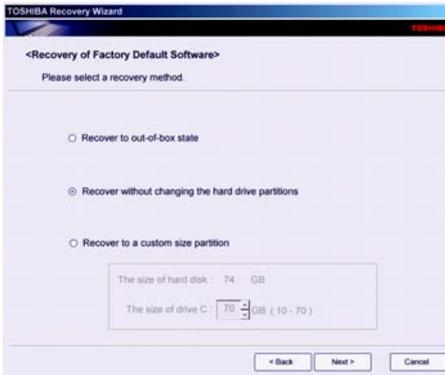 TOSHIBA Recovery Wizard
TOSHIBA
<Recovery of Factory Default Software>
Please select a recovery method.
Recover to out-of-box state
Recover without changing the hard drive partitions
Recover to a custom size partition
The size of hard disk : 74 GB
The size of drive C : 70 GB ( 10 - 70 )
< Back Next > Cancel